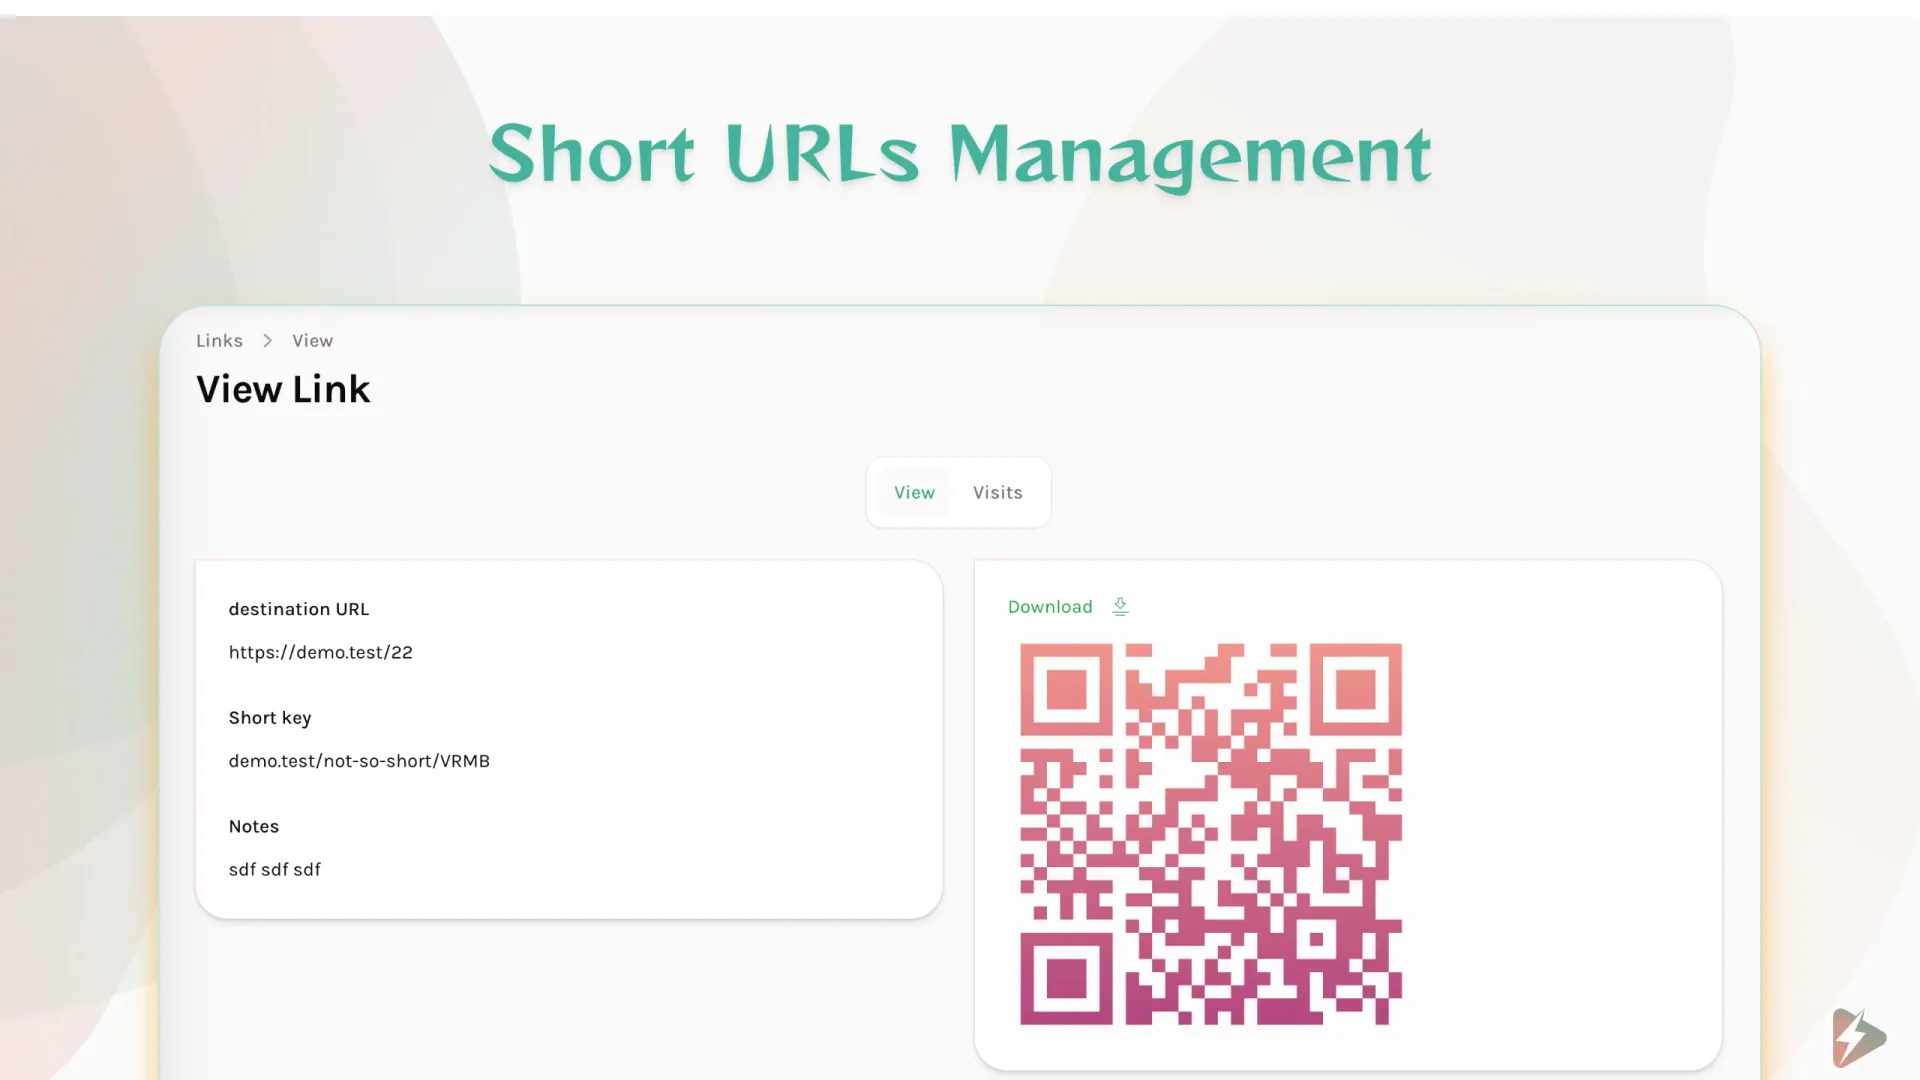 Short URLs Management
Links > View
View Link
View Visits
destination URL
https://demo.test/22
Short key
demo.test/not-so-short/VRMB
Notes
sdf sdf sdf
Download